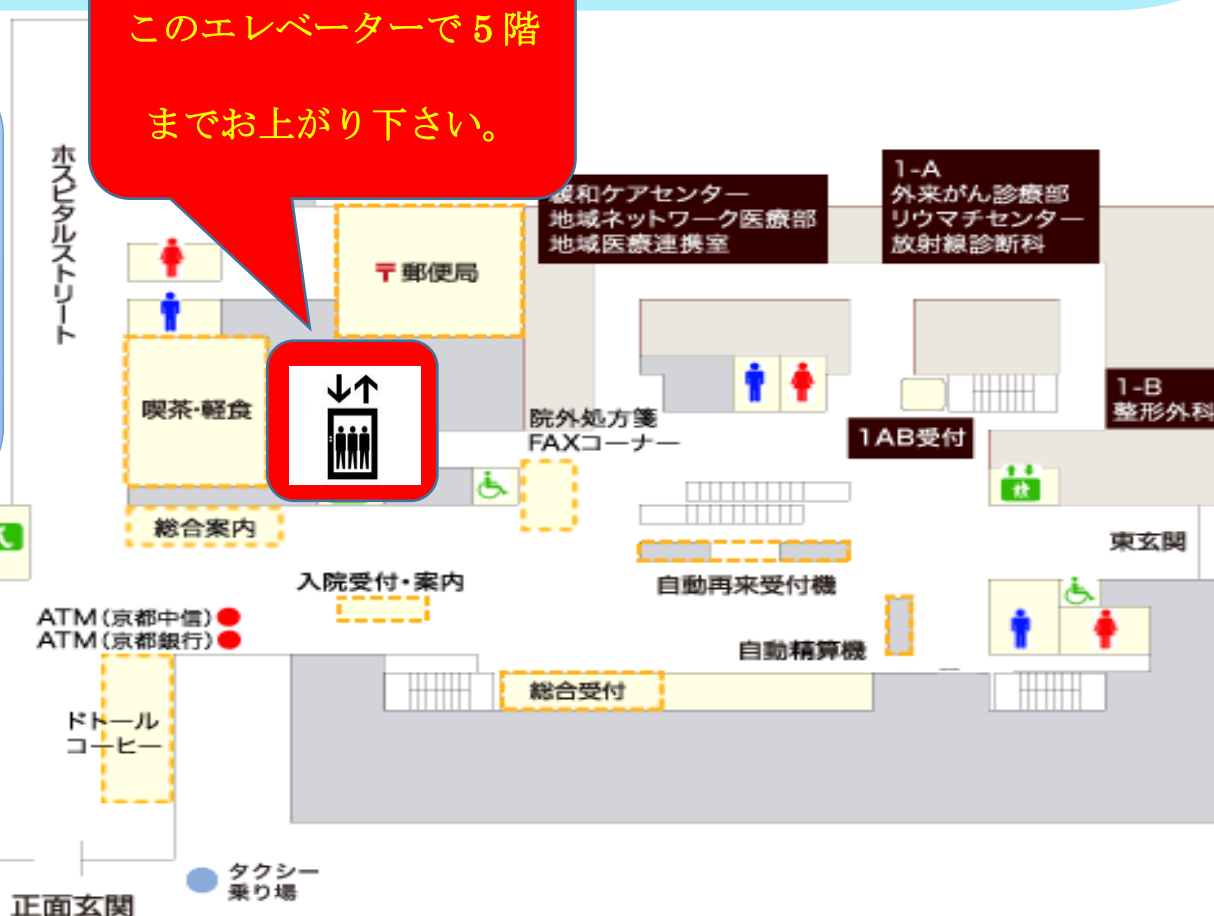 このエレベーターで5階
までお上がり下さい。
ホスピタルストリート
緩和ケアセンター
地域ネットワーク医療部
地域医療連携室
1-A
外来がん診療部
リウマチセンター
放射線診断科
〒郵便局
喫茶・軽食
院外処方箋
FAXコーナー
1AB受付
1-B
整形外科
総合案内
東玄関
入院受付・案内
自動再来受付機
ATM(京都中信)
ATM(京都銀行)
自動精算機
総合受付
ドトール
コーヒー
タクシー
乗り場
正面玄関